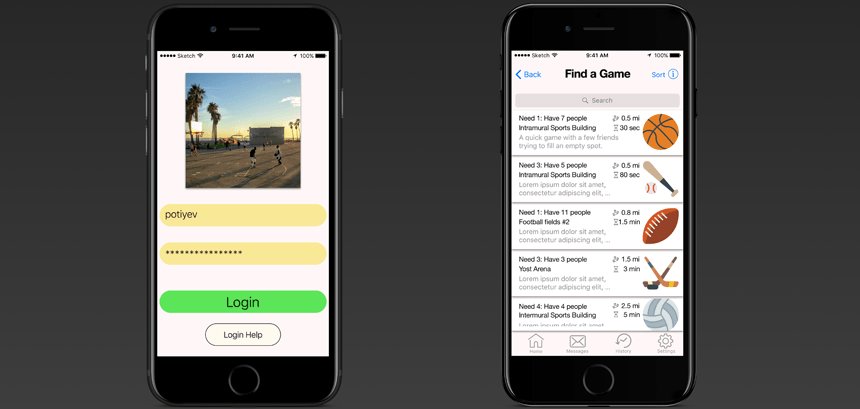 ●●●●● Sketch 9:41 AM 100%
potiyev
****************
Login
Login Help
●●●●● Sketch 9:41 AM 100%
Back Find a Game Sort
Search
Need 1: Have 7 people 0.5 mi
Intramural Sports Building 30 sec
A quick game with a few friends
trying to fill an empty spot.
Need 3: Have 5 people 0.5 mi
Intramural Sports Building 80 sec
Lorem ipsum dolor sit amet,
consectetur adipiscing elit, ...
Need 1: Have 11 people 0.8 mi
Football fields #2 1.5 min
Lorem ipsum dolor sit amet,
consectetur adipiscing elit, ...
Need 3: Have 3 people 1.5 mi
Yost Arena 3 min
Lorem ipsum dolor sit amet,
consectetur adipiscing elit, ...
Need 4: Have 4 people 2.5 mi
Intermural Sports Building 5 min
Lorem ipsum dolor sit amet,
Home Messages History Settings